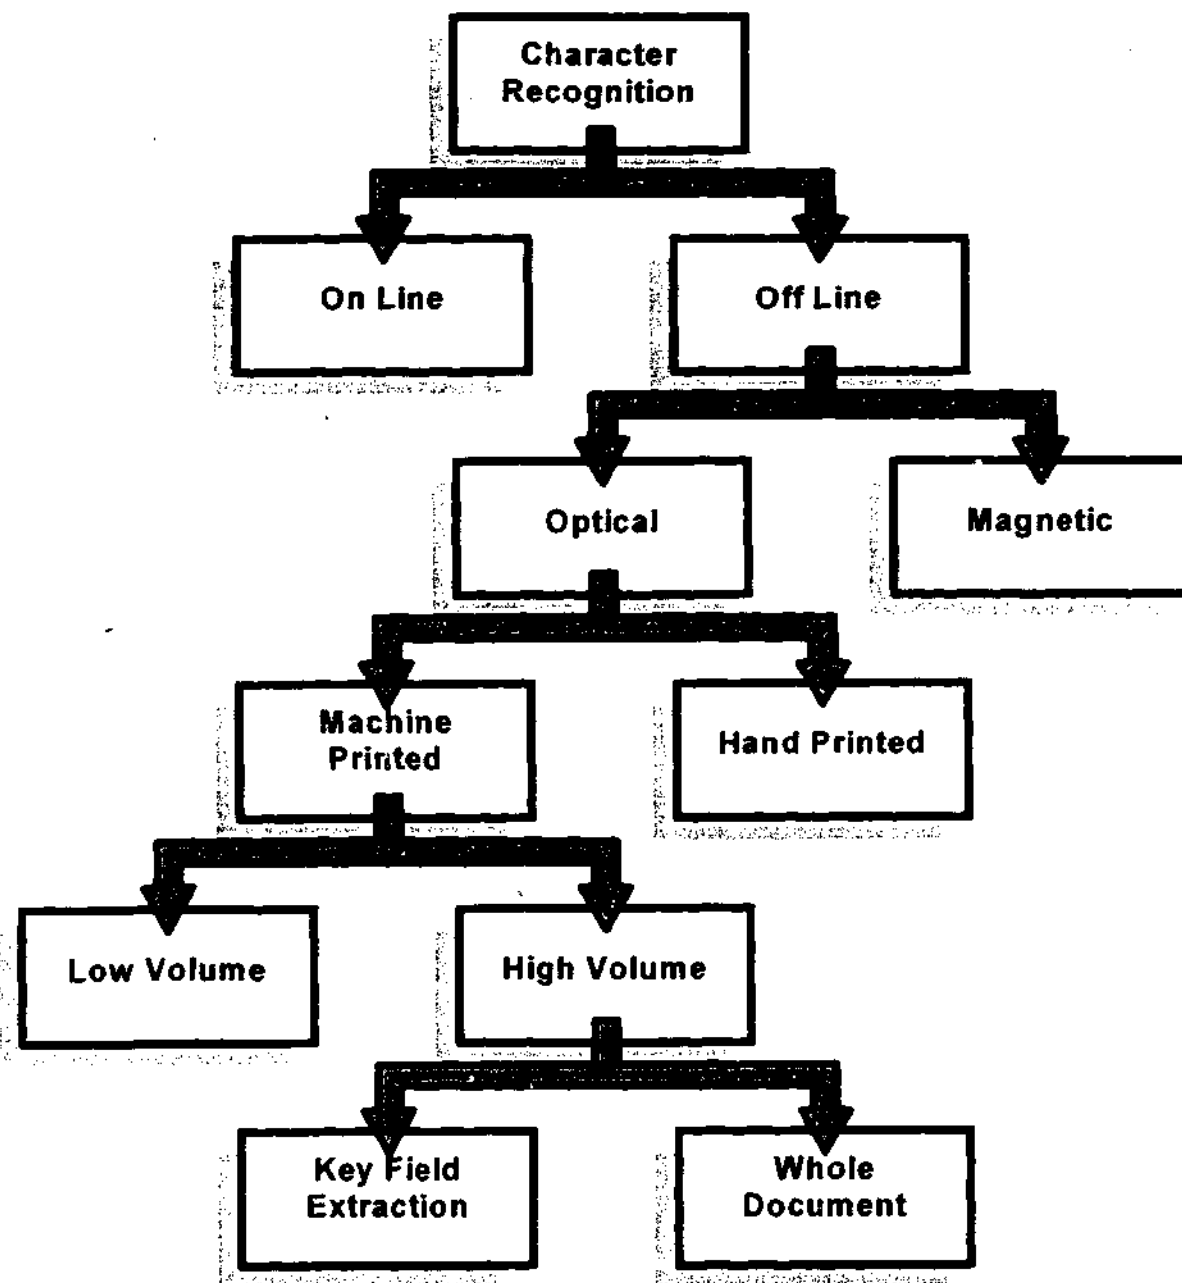 Character
Recognition
On Line
Off Line
Optical
Magnetic
Machine
Printed
Hand Printed
Low Volume
High Volume
Key Field
Extraction
Whole
Document